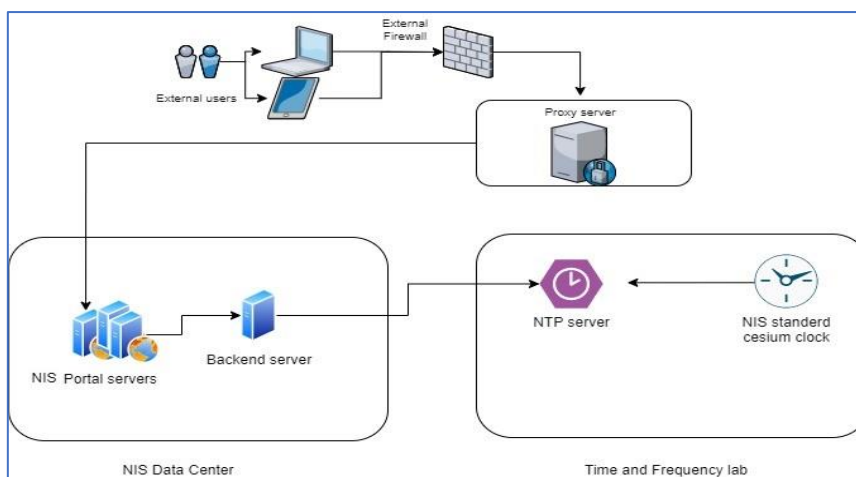 External
Firewall
External users
Proxy server
NIS Portal servers
Backend server
NTP server
NIS standerd
cesium clock
NIS Data Center
Time and Frequency lab